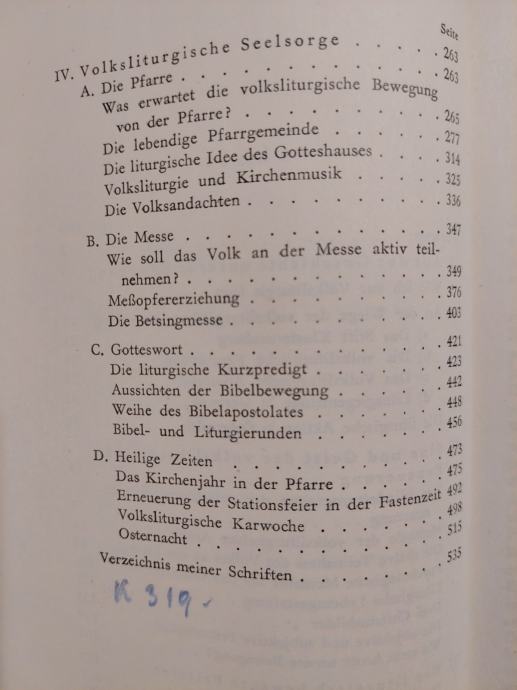 Seite
IV. Volksliturgische Seelsorge . . . . . 263
A. Die Pfarre . . . . . . . . . . . 263
Was erwartet die volksliturgische Bewegung
von der Pfarre? . . . . . . . . . 265
Die lebendige Pfarrgemeinde . . . . . 277
Die liturgische Idee des Gotteshauses . . . . 314
Volksliturgie und Kirchenmusik . . . . . 325
Die Volksandachten . . . . . . . . . 336
B. Die Messe . . . . . . . . . . . . 347
Wie soll das Volk an der Messe aktiv teil-
nehmen? . . . . . . . . . . . . 349
Meßopfererziehung . . . . . . . . . 376
Die Betsingmesse . . . . . . . . . . 403
C. Gotteswort . . . . . . . . . . . . 421
Die liturgische Kurzpredigt . . . . . . 423
Aussichten der Bibelbewegung . . . . . 442
Weihe des Bibelapostolates . . . . . . 448
Bibel- und Liturgierunden . . . . . . 456
D. Heilige Zeiten . . . . . . . . . . 473
Das Kirchenjahr in der Pfarre . . . . . 475
Erneuerung der Stationsfeier in der Fastenzeit 492
Volksliturgische Karwoche . . . . . . 498
Osternacht . . . . . . . . . . . 515
Verzeichnis meiner Schriften . . . . . . . 535
K 319.-